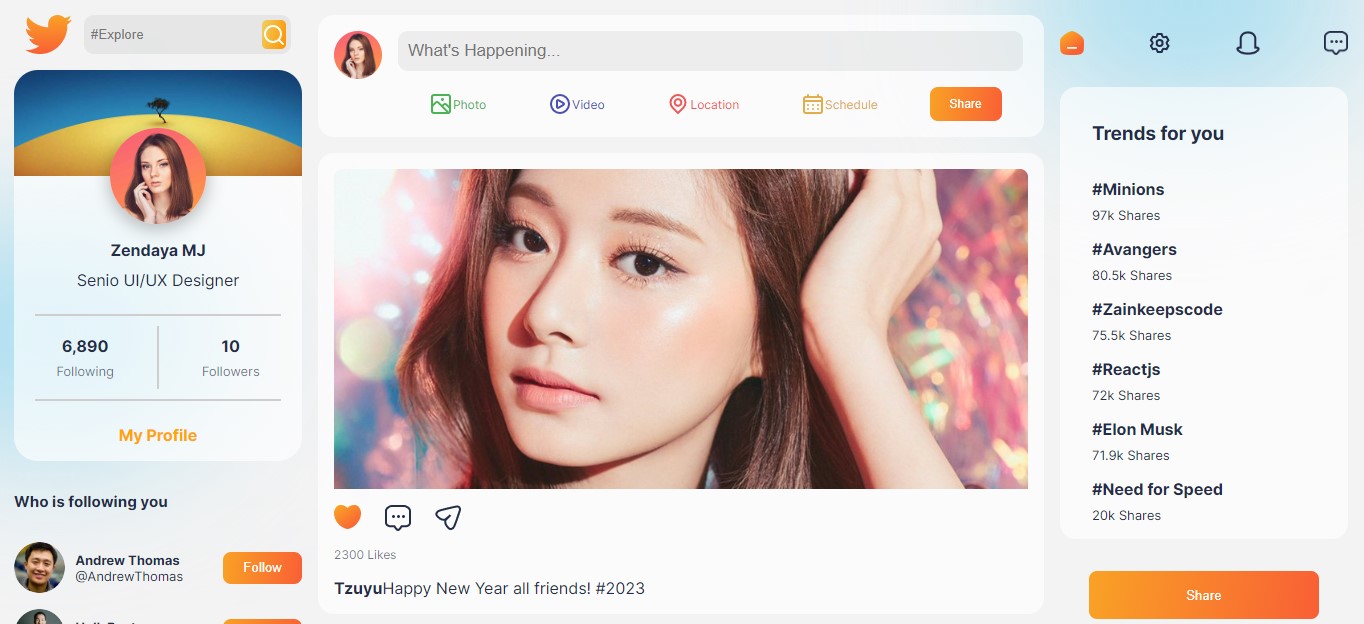 #Explore
Zendaya MJ
Senio UI/UX Designer
6,890
Following
10
Followers
My Profile
Who is following you
Andrew Thomas
@AndrewThomas
Follow
What's Happening...
Photo
Video
Location
Schedule
Share
2300 Likes
TzuyuHappy New Year all friends! #2023
Trends for you
#Minions
97k Shares
#Avangers
80.5k Shares
#Zainkeepscode
75.5k Shares
#Reactjs
72k Shares
#Elon Musk
71.9k Shares
#Need for Speed
20k Shares
Share